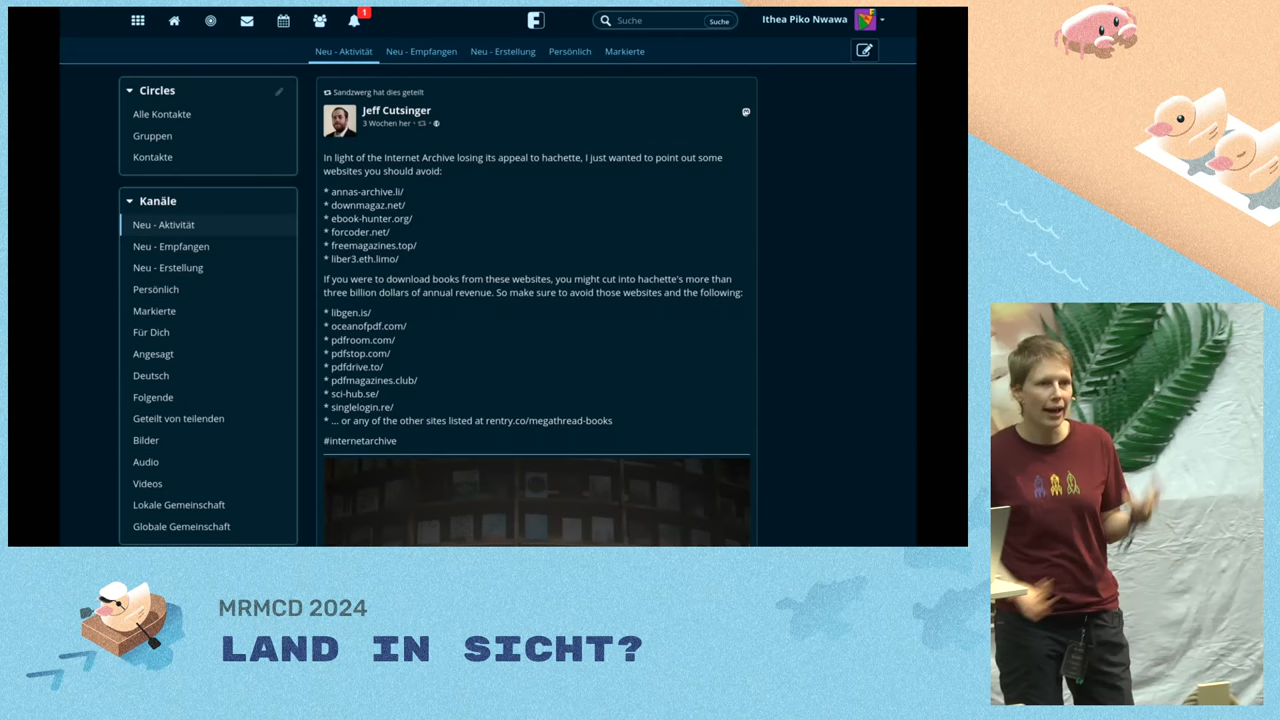 1
Suche
Suche
Ithea Piko Nwawa
Neu - Aktivität
Neu - Empfangen
Neu - Erstellung
Persönlich
Markierte
Circles
Alle Kontakte
Gruppen
Kontakte
Kanäle
Neu - Aktivität
Neu - Empfangen
Neu - Erstellung
Persönlich
Markierte
Für Dich
Angesagt
Deutsch
Folgende
Geteilt von teilenden
Bilder
Audio
Videos
Lokale Gemeinschaft
Globale Gemeinschaft
Sandzwerg hat dies geteilt
Jeff Cutsinger
3 Wochen her
In light of the Internet Archive losing its appeal to hachette, I just wanted to point out some
websites you should avoid:
* annas-archive.li/
* downmagaz.net/
* ebook-hunter.org/
* forcoder.net/
* freemagazines.top/
* liber3.eth.limo/
If you were to download books from these websites, you might cut into hachette's more than
three billion dollars of annual revenue. So make sure to avoid those websites and the following:
* libgen.is/
* oceanofpdf.com/
* pdfroom.com/
* pdfstop.com/
* pdfdrive.to/
* pdfmagazines.club/
* sci-hub.se/
* singlelogin.re/
* ... or any of the other sites listed at rentry.co/megathread-books
#internetarchive
MRMCD 2024
LAND IN SICHT?